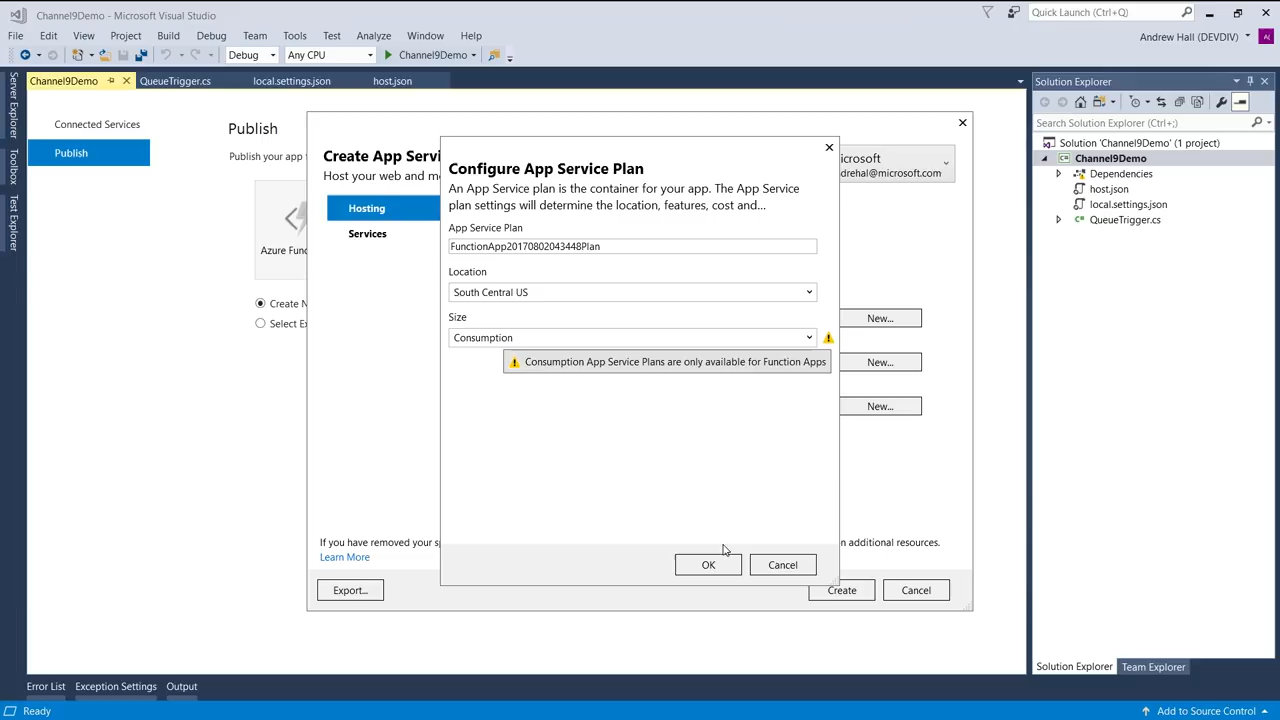 Channel9Demo - Microsoft Visual Studio
Quick Launch (Ctrl+Q)
File Edit View Project Build Debug Team Tools Test Analyze Window Help
Andrew Hall (DEVDIV)
Debug Any CPU Channel9Demo
Server Explorer
Toolbox
Test Explorer
Channel9Demo QueueTrigger.cs local.settings.json host.json
Connected Services
Publish
Publish
Publish your app
Azure Func
Create N
Select Ex
Create App Servi
Host your web and m
icrosoft
drehal@microsoft.com
Hosting
Services
New...
New...
New...
If you have removed your s
n additional resources.
Learn More
Export...
Create
Cancel
Configure App Service Plan
An App Service plan is the container for your app. The App Service
plan settings will determine the location, features, cost and...
App Service Plan
FunctionApp20170802043448Plan
Location
South Central US
Size
Consumption
Consumption App Service Plans are only available for Function Apps
OK
Cancel
Solution Explorer
Search Solution Explorer (Ctrl+;)
Solution 'Channel9Demo' (1 project)
Channel9Demo
Dependencies
host.json
local.settings.json
QueueTrigger.cs
Solution Explorer Team Explorer
Error List Exception Settings Output
Ready
Add to Source Control